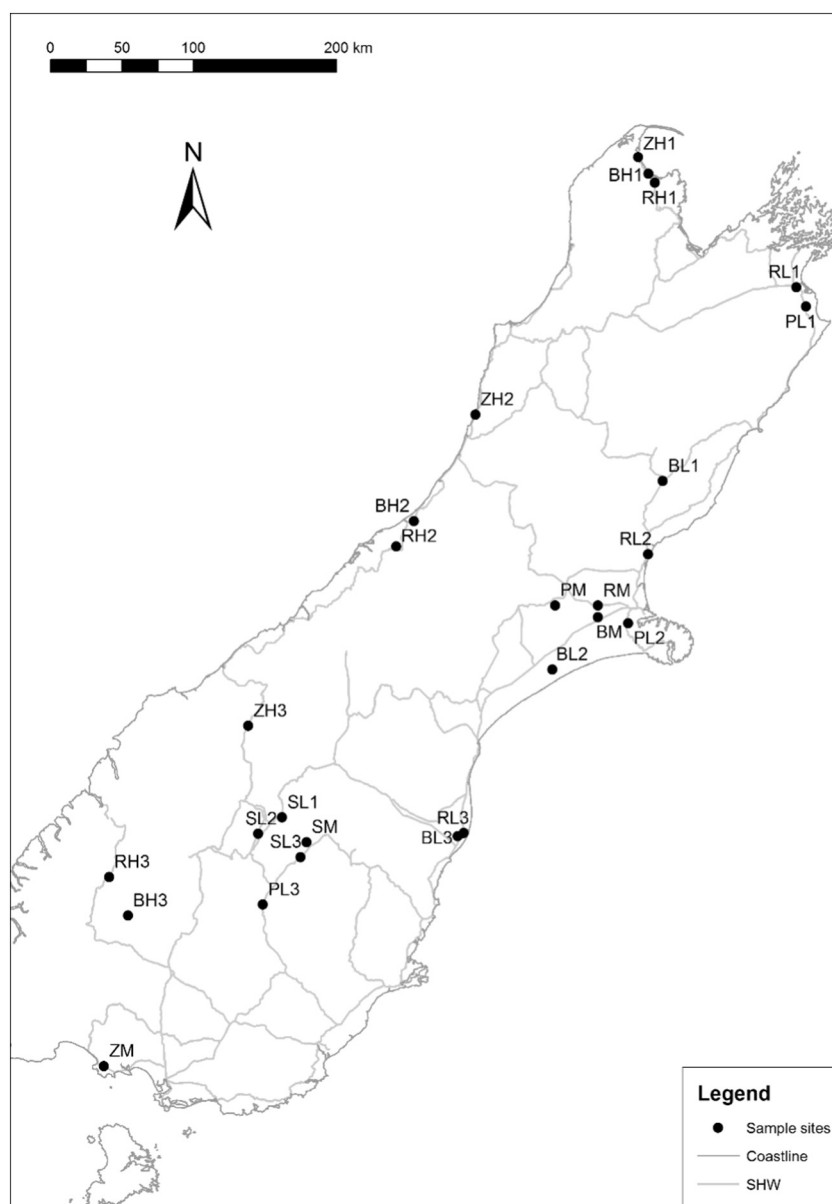 0 50 100 200 km
N
ZH1
BH1
RH1
RL1
PL1
ZH2
BL1
BH2
RH2
RL2
PM RM
BM PL2
BL2
ZH3
SL1
SL2
SM
SL3
RL3
BL3
RH3
PL3
BH3
ZM
Legend
Sample sites
Coastline
SHW